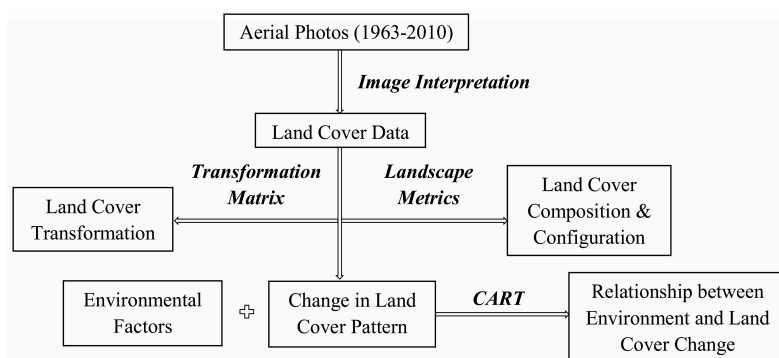 Aerial Photos (1963-2010)
Image Interpretation
Land Cover Data
Transformation
Matrix
Landscape
Metrics
Land Cover
Transformation
Land Cover
Composition &
Configuration
Environmental
Factors
Change in Land
Cover Pattern
CART
Relationship between
Environment and Land
Cover Change